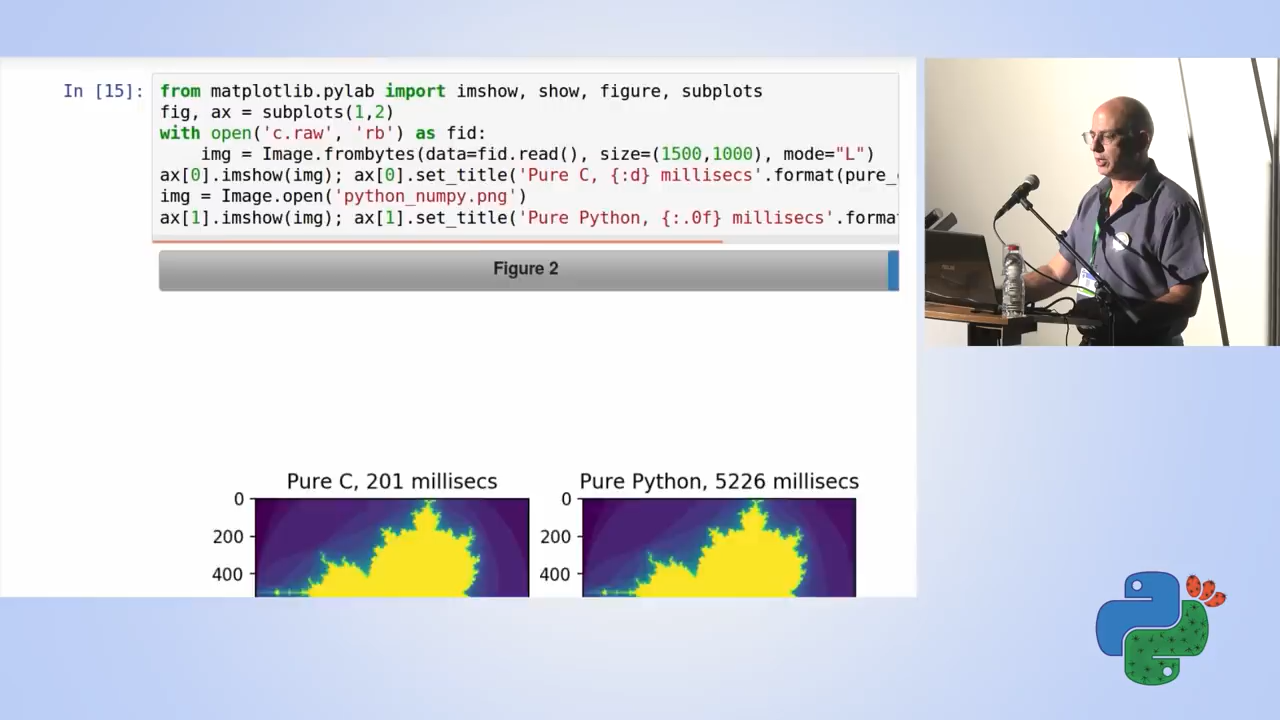 In [15]:
from matplotlib.pylab import imshow, show, figure, subplots
fig, ax = subplots(1,2)
with open('c.raw', 'rb') as fid:
    img = Image.frombytes(data=fid.read(), size=(1500,1000), mode="L")
ax[0].imshow(img); ax[0].set_title('Pure C, {:d} millisecs'.format(pure_
img = Image.open('python_numpy.png')
ax[1].imshow(img); ax[1].set_title('Pure Python, {:.0f} millisecs'.forma
Figure 2
Pure C, 201 millisecs
0
200
400
Pure Python, 5226 millisecs
0
200
400